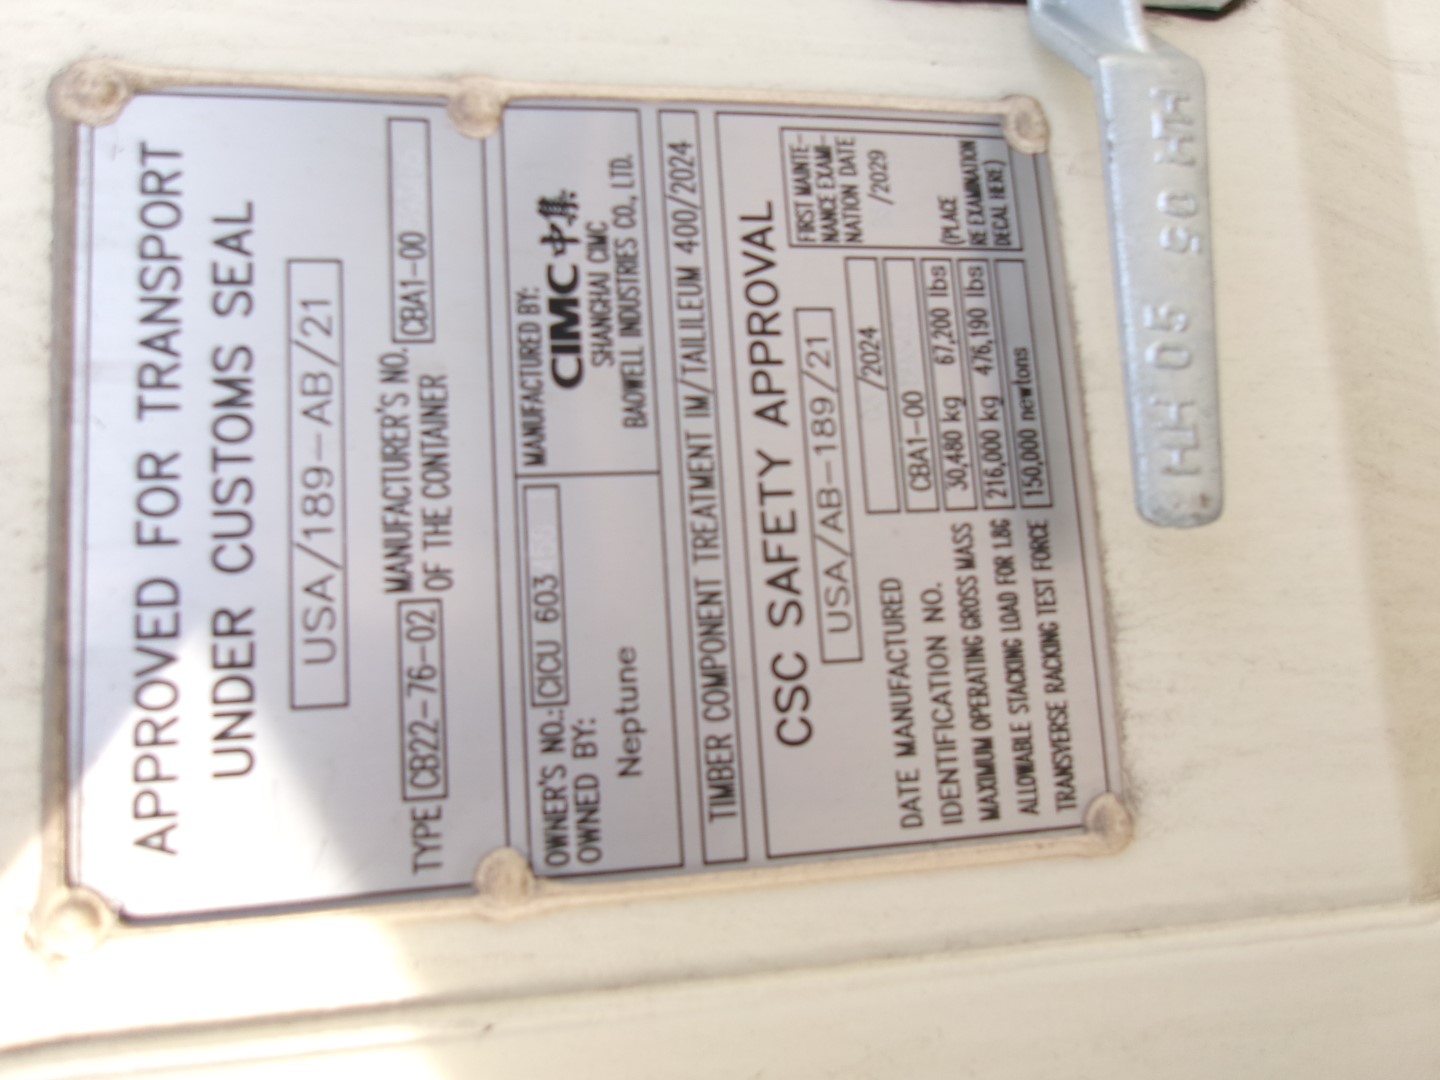 APPROVED FOR TRANSPORT
UNDER CUSTOMS SEAL
USA/189-AB/21
TYPE CB22-76-02 MANUFACTURER'S NO. OF THE CONTAINER CBA1-00
OWNER'S NO.: CICU 603
OWNED BY:
Neptune
MANUFACTURED BY:
CIMC 中集
SHANGHAI CIMC
BAOWELL INDUSTRIES CO., LTD.
TIMBER COMPONENT TREATMENT IM/TAILILEUM 400/2024
CSC SAFETY APPROVAL
USA/AB-189/21
DATE MANUFACTURED /2024
IDENTIFICATION NO. CBA1-00
MAXIMUM OPERATING GROSS MASS 30,480 kg 67,200 lbs
ALLOWABLE STACKING LOAD FOR 1.8G 216,000 kg 476,190 lbs
TRANSVERSE RACKING TEST FORCE 150,000 newtons
FIRST MAINTE-
NANCE EXAMI-
NATION DATE
/2029
(PLACE
RE EXAMINATION
DECAL HERE)
HH 05